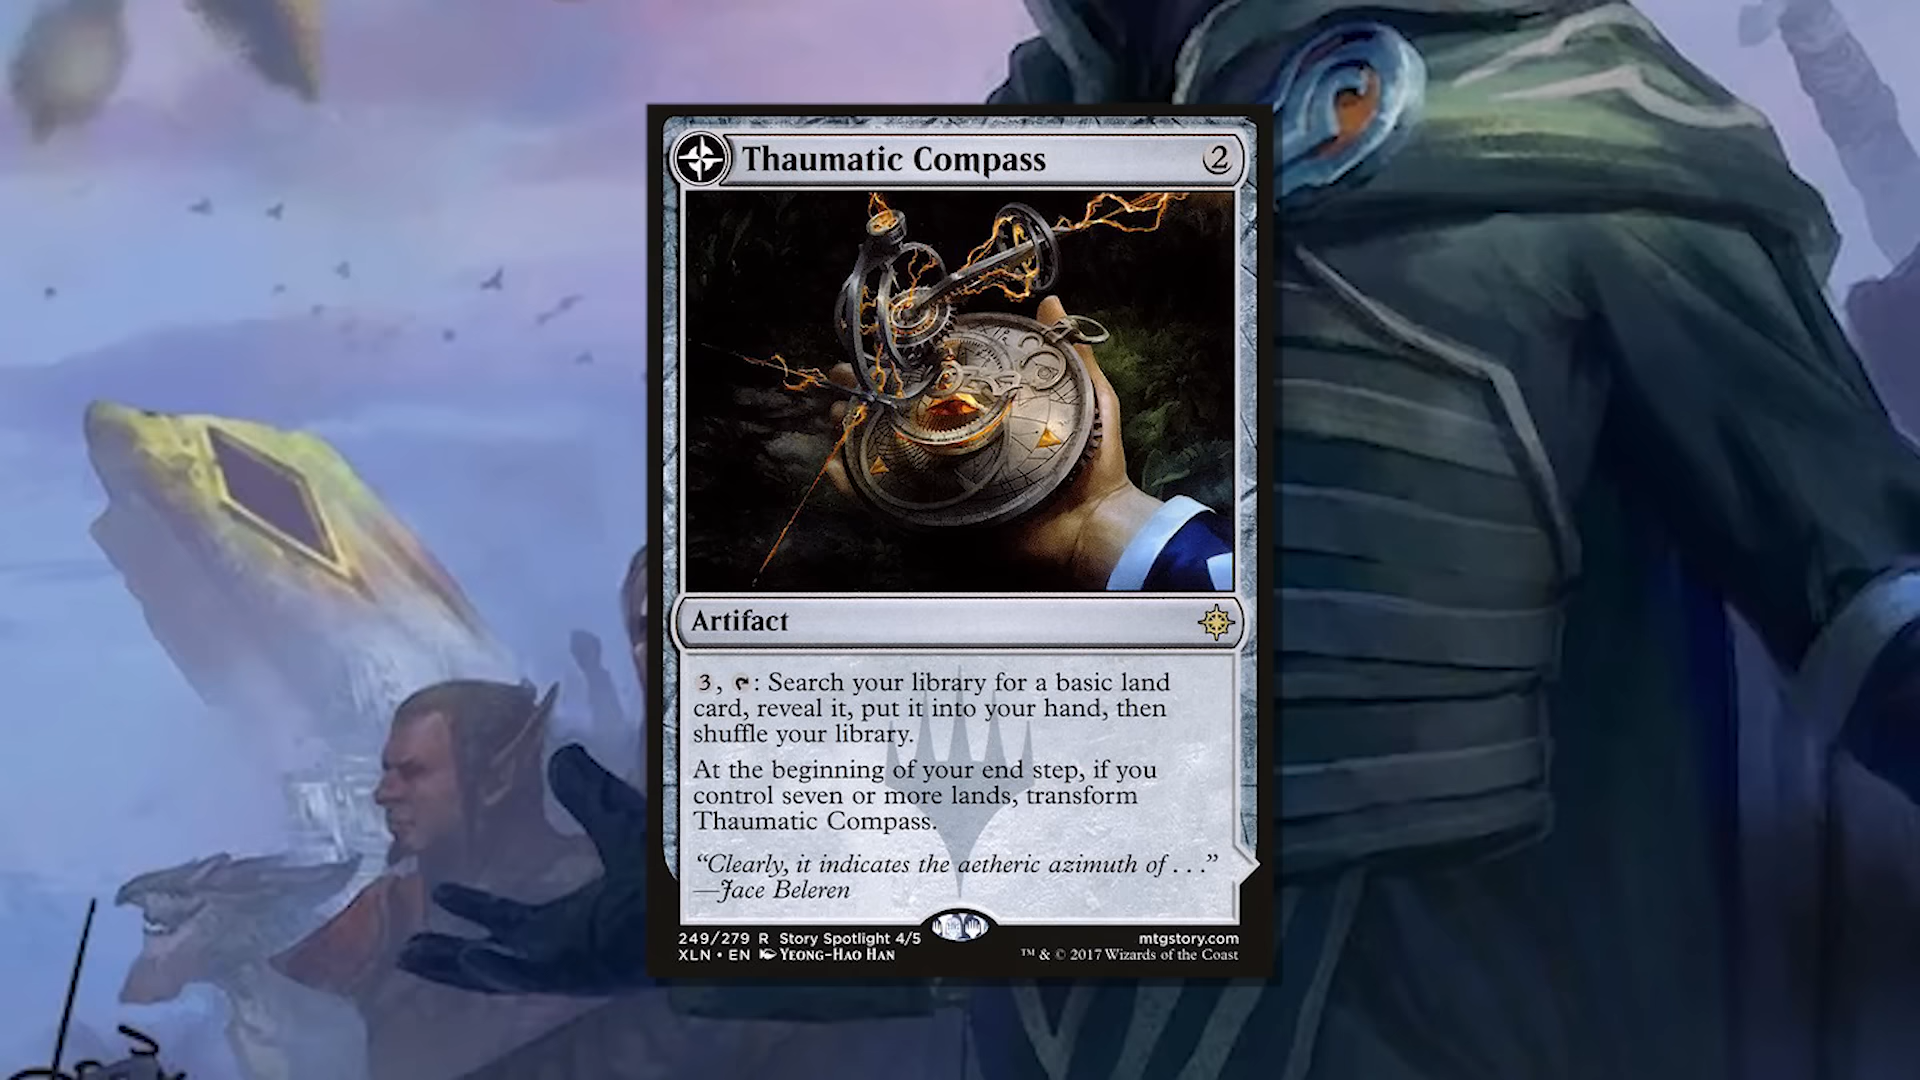 Thaumatic Compass 2
Artifact
3, : Search your library for a basic land
card, reveal it, put it into your hand, then
shuffle your library.
At the beginning of your end step, if you
control seven or more lands, transform
Thaumatic Compass.
“Clearly, it indicates the aetheric azimuth of . . .”
—Jace Beleren
249/279 R Story Spotlight 4/5
mtgstory.com
XLN • EN Yeong-Hao Han
™ & © 2017 Wizards of the Coast